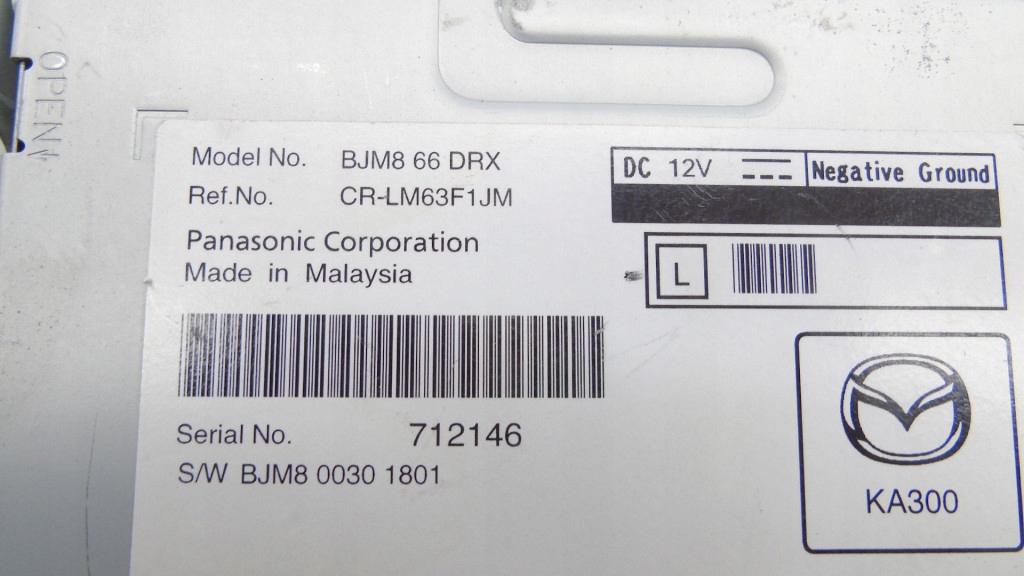 OPEN
Model No. BJM8 66 DRX
Ref.No. CR-LM63F1JM
Panasonic Corporation
Made in Malaysia
DC 12V
Negative Ground
L
Serial No. 712146
S/W BJM8 0030 1801
KA300